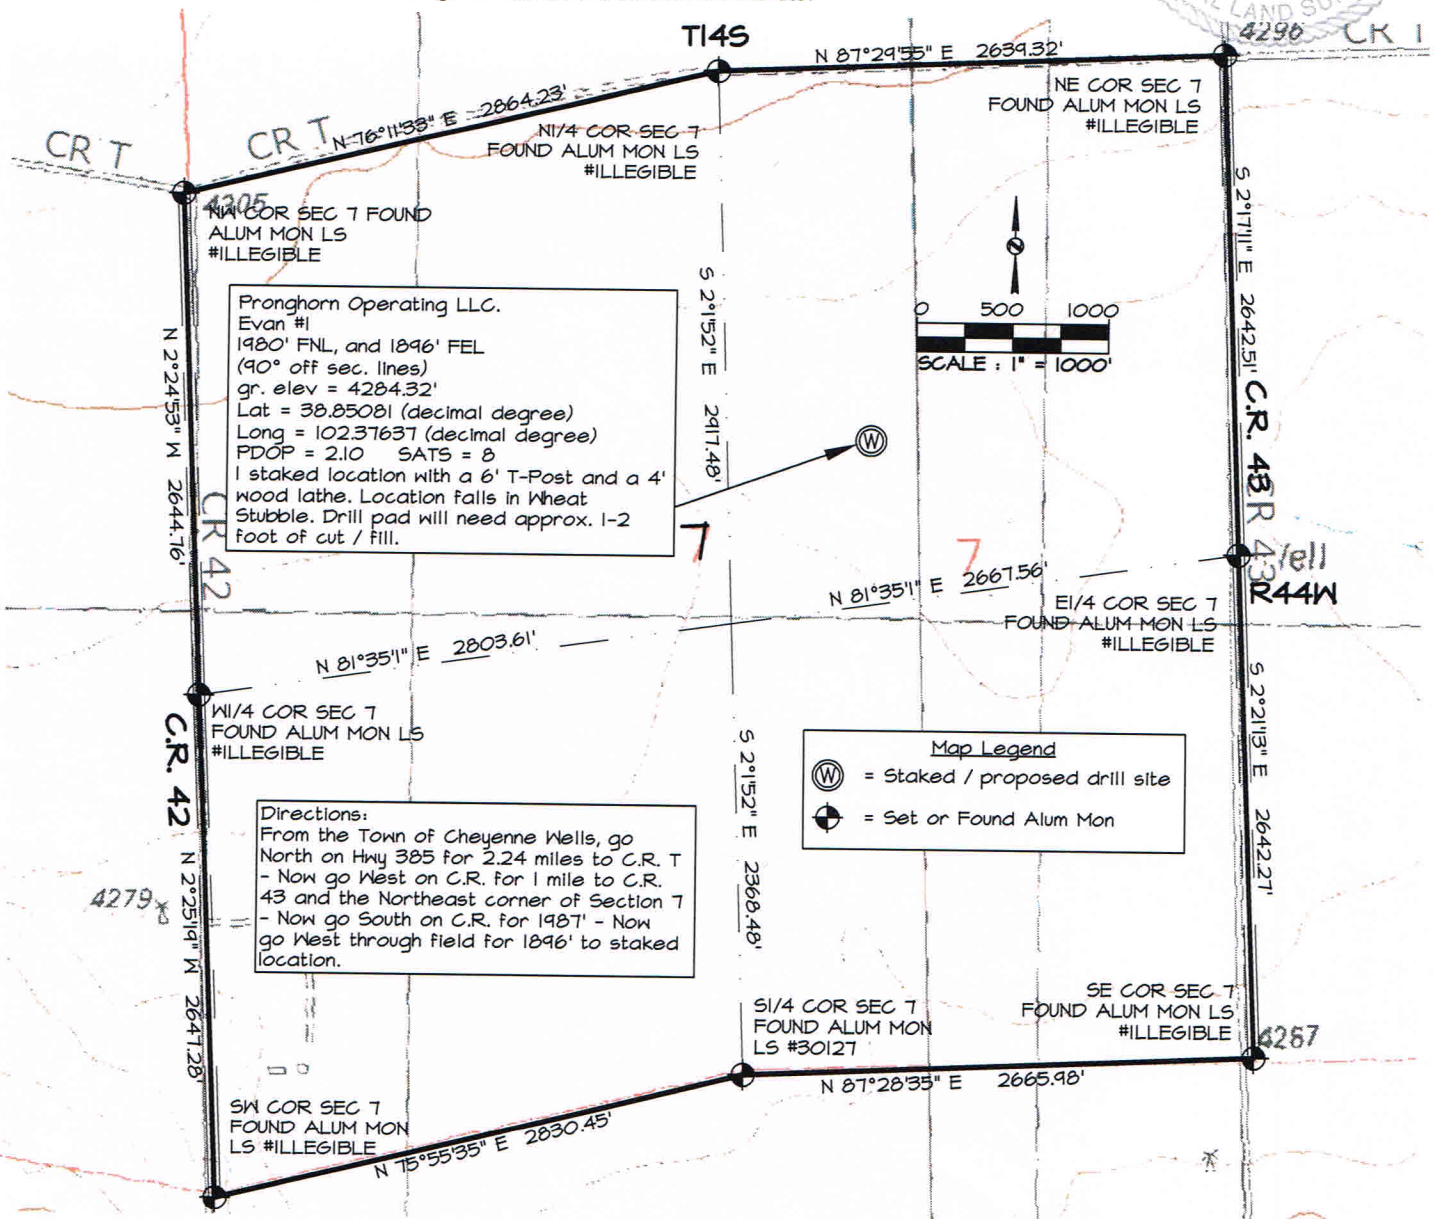 LAND SU
T14S
N 87°29'55" E 2639.32'
4296
CR T
NE COR SEC 7
FOUND ALUM MON LS
#ILLEGIBLE
N 76°11'33" E 2864.23'
CR T
CR T
N1/4 COR SEC 7
FOUND ALUM MON LS
#ILLEGIBLE
4305
NW COR SEC 7 FOUND
ALUM MON LS
#ILLEGIBLE
0 500 1000
SCALE : 1" = 1000'
Pronghorn Operating LLC.
Evan #1
1980' FNL, and 1896' FEL
(90° off sec. lines)
gr. elev = 4284.32'
Lat = 38.85081 (decimal degree)
Long = 102.37637 (decimal degree)
PDOP = 2.10 SATS = 8
I staked location with a 6' T-Post and a 4'
wood lathe. Location falls in Wheat
Stubble. Drill pad will need approx. 1-2
foot of cut / fill.
N 2°24'53" W 2644.76'
CR 42
S 2°1'52" E 2917.48'
W
S 2°17'11" E 2642.51'
C.R. 43
CR 43
7
7
Well
R44W
N 81°35'1" E 2667.56'
E1/4 COR SEC 7
FOUND ALUM MON LS
#ILLEGIBLE
N 81°35'1" E 2803.61'
W1/4 COR SEC 7
FOUND ALUM MON LS
#ILLEGIBLE
C.R. 42
N 2°25'19" W 2647.28'
S 2°1'52" E 2368.48'
S 2°21'13" E 2642.27'
Map Legend
W = Staked / proposed drill site
= Set or Found Alum Mon
Directions:
From the Town of Cheyenne Wells, go
North on Hwy 385 for 2.24 miles to C.R. T
- Now go West on C.R. for 1 mile to C.R.
43 and the Northeast corner of Section 7
- Now go South on C.R. for 1987' - Now
go West through field for 1896' to staked
location.
4279
S1/4 COR SEC 7
FOUND ALUM MON
LS #30127
SE COR SEC 7
FOUND ALUM MON LS
#ILLEGIBLE
4287
N 87°28'35" E 2665.98'
SW COR SEC 7
FOUND ALUM MON
LS #ILLEGIBLE
N 75°55'35" E 2830.45'